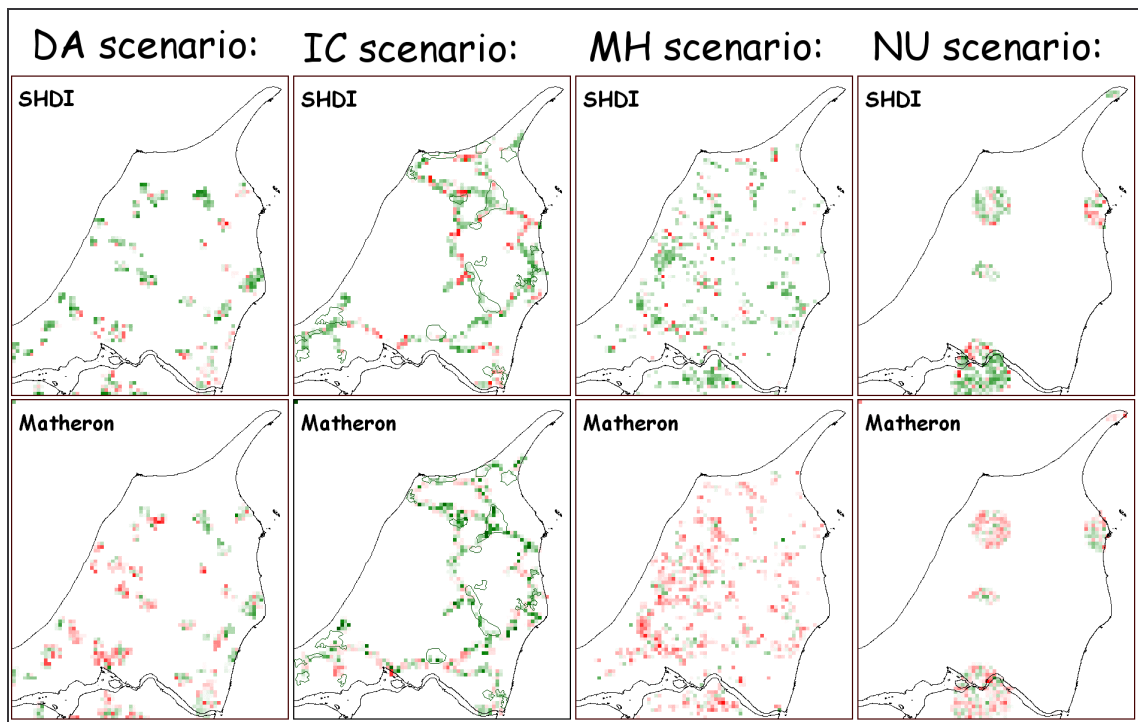 DA scenario: IC scenario: MH scenario: NU scenario:
SHDI SHDI SHDI SHDI
Matheron Matheron Matheron Matheron